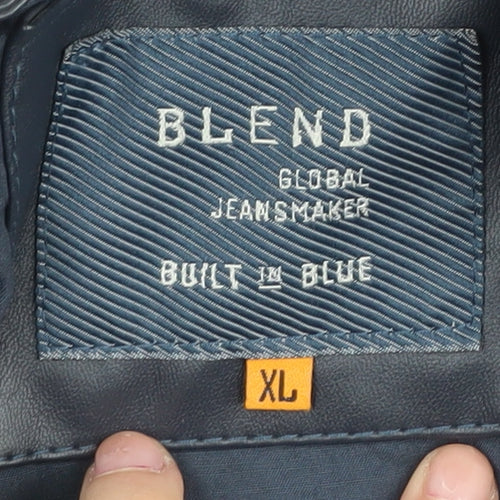 BLEND
GLOBAL
JEANSMAKER
BUILT IN BLUE
XL